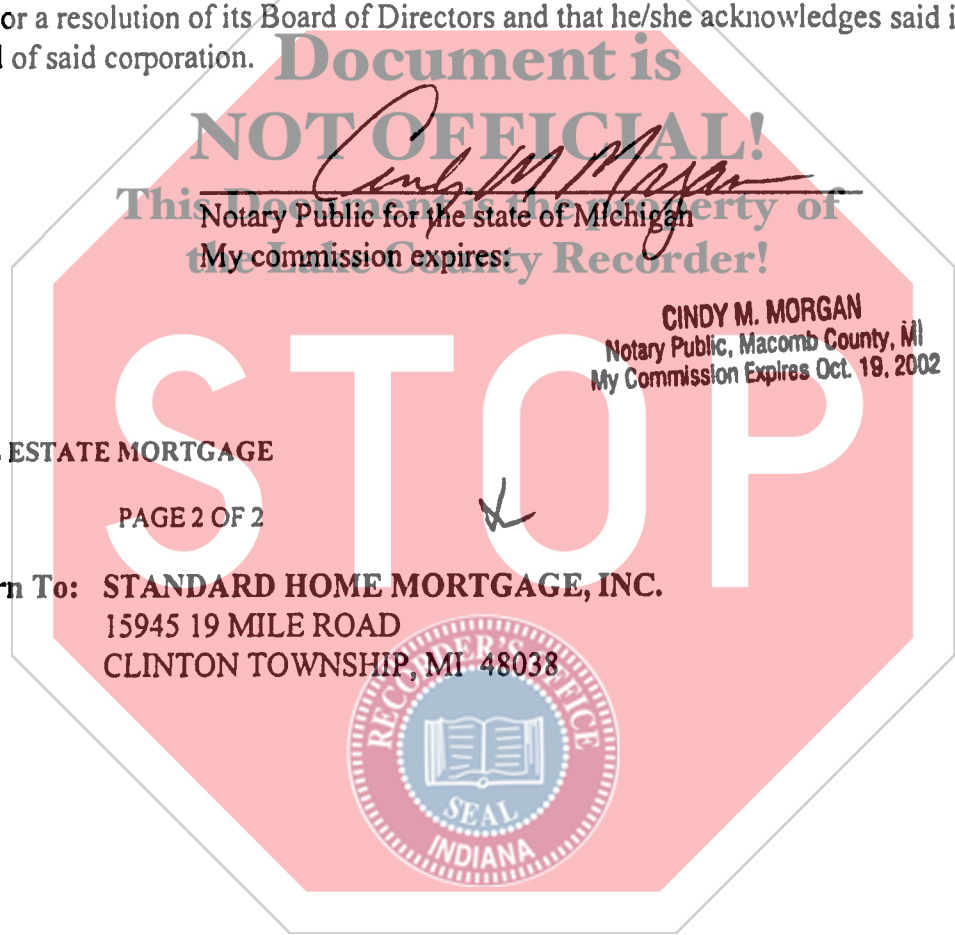 or a resolution of its Board of Directors and that he/she acknowledges said i
of said corporation.
Document is
NOT OFFICIAL!
Cindy M Morgan
This Document is the property of
Notary Public for the state of Michigan
the Lake County Recorder!
My commission expires:
CINDY M. MORGAN
Notary Public, Macomb County, MI
My Commission Expires Oct. 19, 2002
STOP
ESTATE MORTGAGE
PAGE 2 OF 2
rn To: STANDARD HOME MORTGAGE, INC.
15945 19 MILE ROAD
CLINTON TOWNSHIP, MI 48038
RECORDER'S OFFICE
SEAL
INDIANA